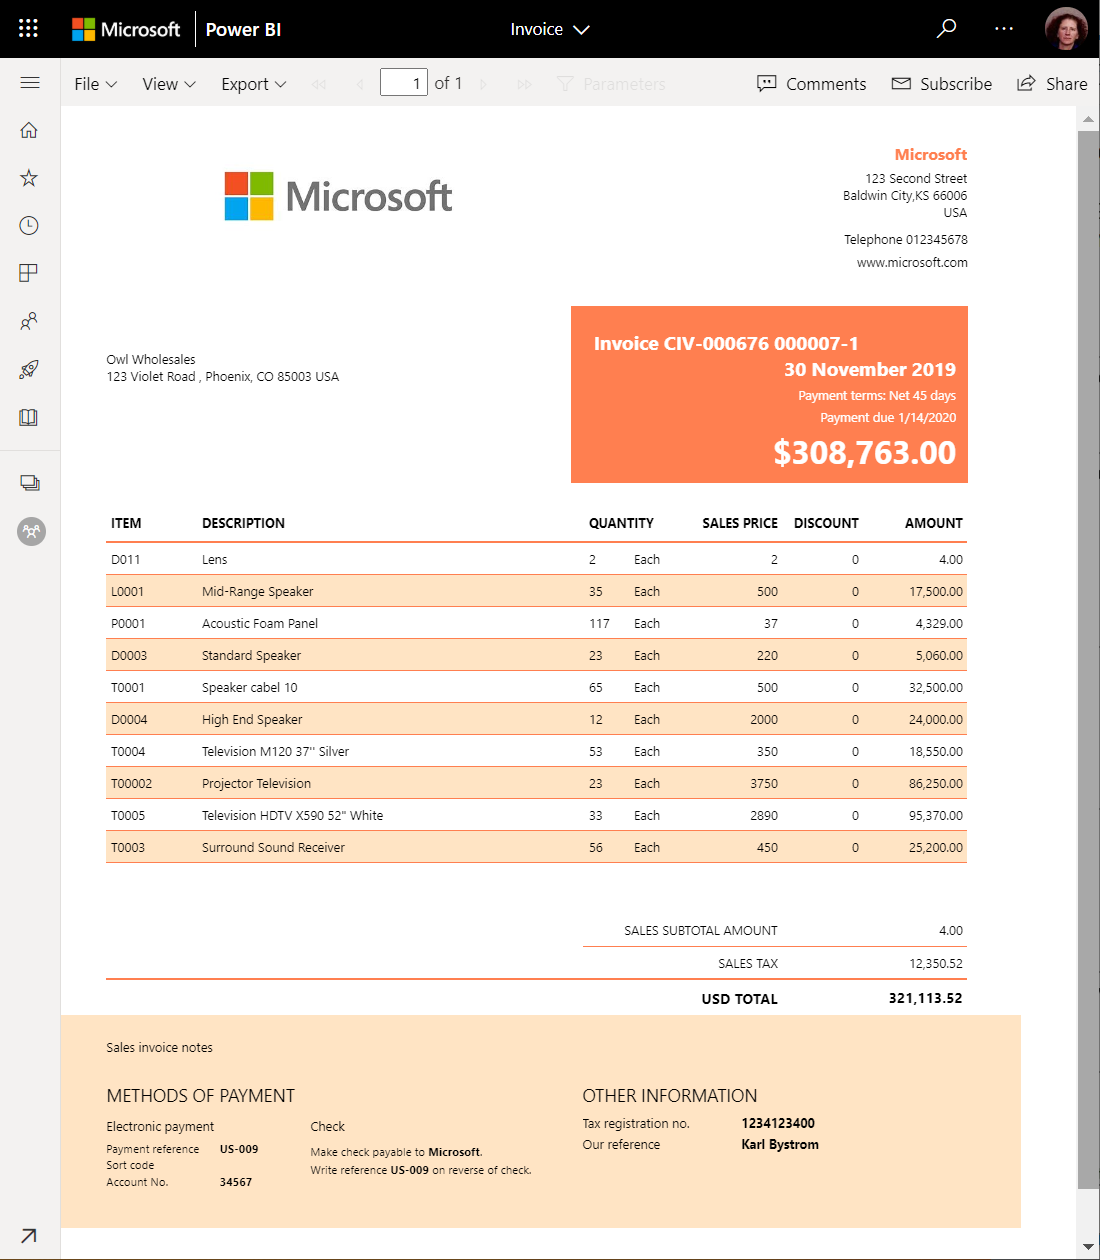 Microsoft Power BI Invoice
File View Export 1 of 1 Parameters Comments Subscribe Share
Microsoft
Microsoft
123 Second Street
Baldwin City,KS 66006
USA
Telephone 012345678
www.microsoft.com
Owl Wholesales
123 Violet Road , Phoenix, CO 85003 USA
Invoice CIV-000676 000007-1
30 November 2019
Payment terms: Net 45 days
Payment due 1/14/2020
$308,763.00
ITEM DESCRIPTION QUANTITY SALES PRICE DISCOUNT AMOUNT
D011 Lens 2 Each 2 0 4.00
L0001 Mid-Range Speaker 35 Each 500 0 17,500.00
P0001 Acoustic Foam Panel 117 Each 37 0 4,329.00
D0003 Standard Speaker 23 Each 220 0 5,060.00
T0001 Speaker cabel 10 65 Each 500 0 32,500.00
D0004 High End Speaker 12 Each 2000 0 24,000.00
T0004 Television M120 37'' Silver 53 Each 350 0 18,550.00
T00002 Projector Television 23 Each 3750 0 86,250.00
T0005 Television HDTV X590 52" White 33 Each 2890 0 95,370.00
T0003 Surround Sound Receiver 56 Each 450 0 25,200.00
SALES SUBTOTAL AMOUNT 4.00
SALES TAX 12,350.52
USD TOTAL 321,113.52
Sales invoice notes
METHODS OF PAYMENT
Electronic payment
Payment reference US-009
Sort code
Account No. 34567
Check
Make check payable to Microsoft.
Write reference US-009 on reverse of check.
OTHER INFORMATION
Tax registration no. 1234123400
Our reference Karl Bystrom